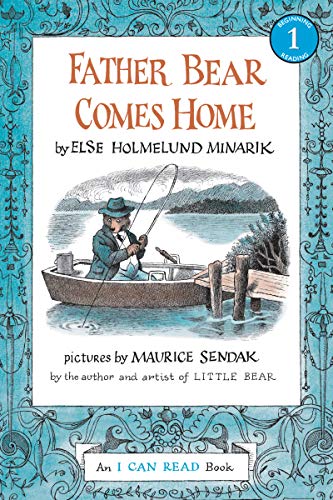 BEGINNING
1
READING
FATHER BEAR
COMES HOME
by ELSE HOLMELUND MINARIK
pictures by MAURICE SENDAK
by the author and artist of LITTLE BEAR
An I CAN READ Book